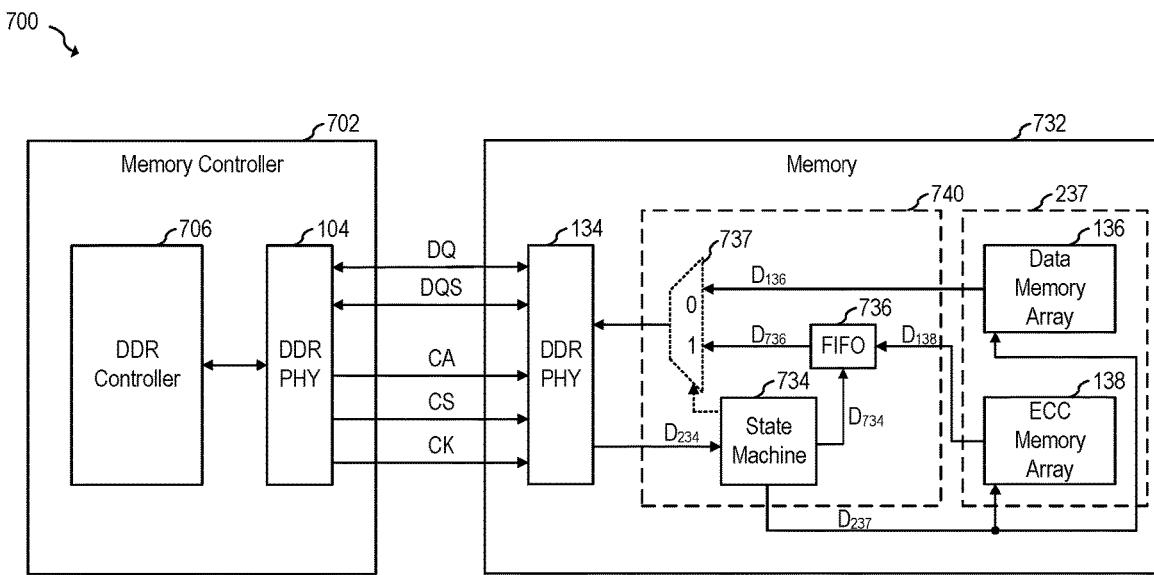 700
702
Memory Controller
706
DDR
Controller
104
DDR
PHY
DQ
DQS
CA
CS
CK
732
Memory
134
DDR
PHY
740
737
0
1
D136
736
FIFO
D736
D138
734
State
Machine
D734
D234
D237
237
136
Data
Memory
Array
138
ECC
Memory
Array